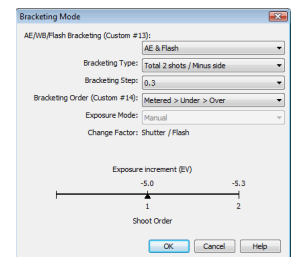 Bracketing Mode
AE/WB/Flash Bracketing (Custom #13):
AE & Flash
Bracketing Type: Total 2 shots / Minus side
Bracketing Step: 0.3
Bracketing Order (Custom #14): Metered > Under > Over
Exposure Mode: Manual
Change Factor: Shutter / Flash
Exposure increment (EV)
-5.0 -5.3
1 2
Shoot Order
OK Cancel Help